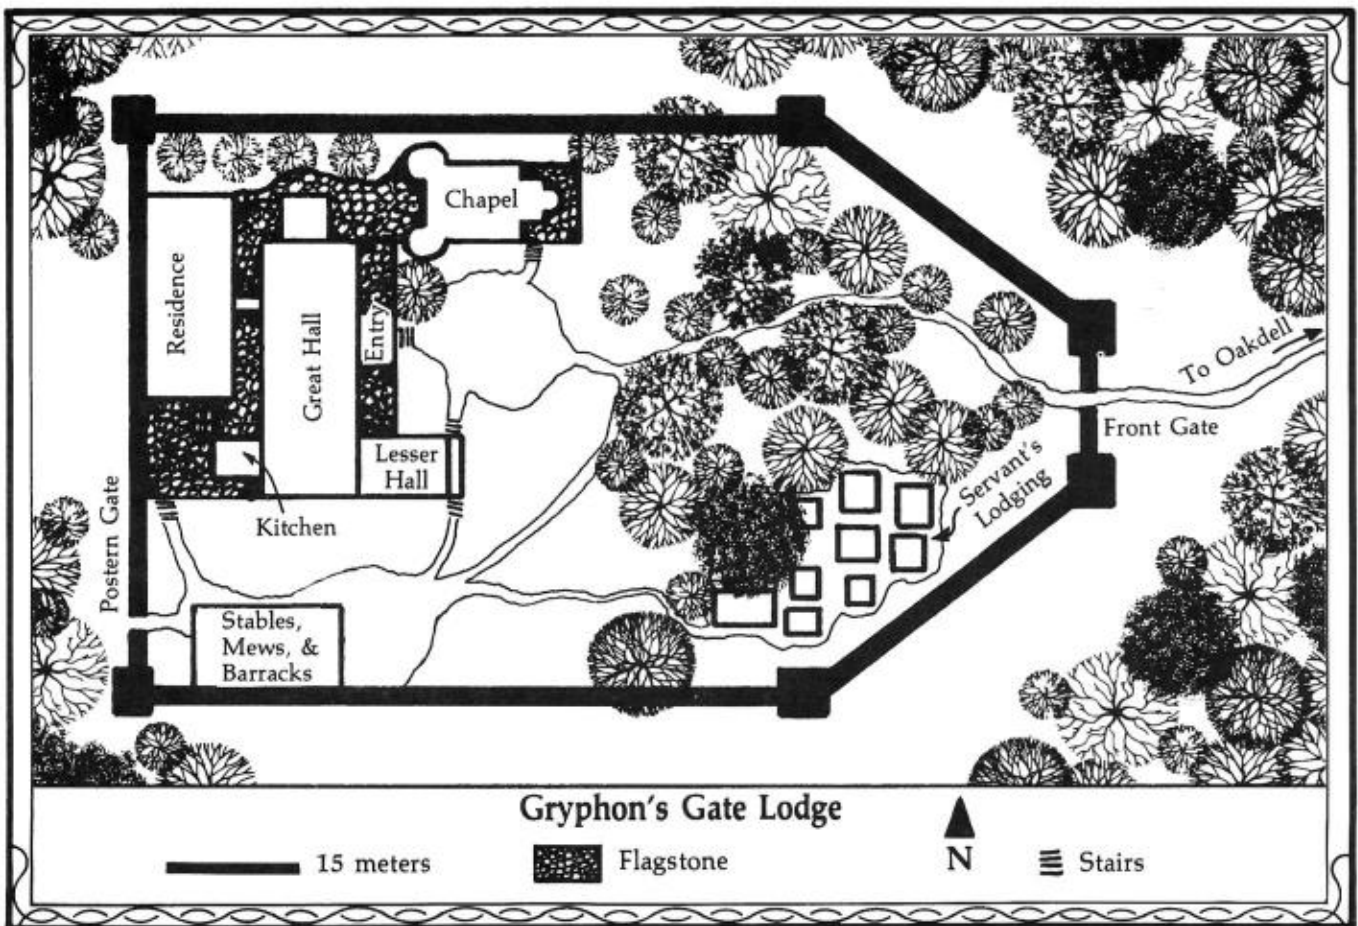 Chapel
Residence
Great Hall
Entry
To Oakdell
Front Gate
Lesser
Hall
Servant's
Lodging
Kitchen
Postern Gate
Stables,
Mews, &
Barracks
Gryphon's Gate Lodge
15 meters
Flagstone
N
Stairs